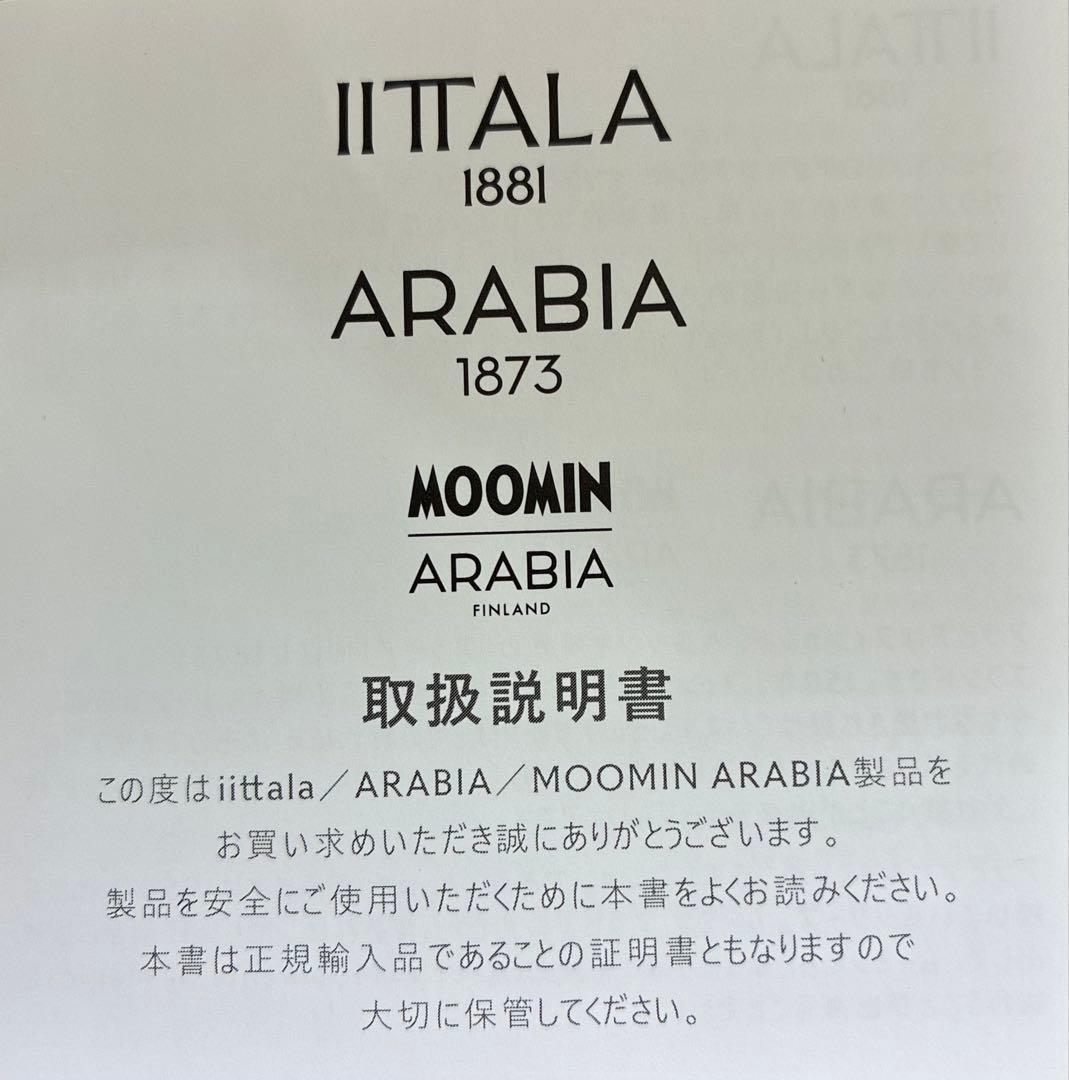 IITTALA
1881
ARABIA
1873
MOOMIN
ARABIA
FINLAND
取扱説明書
この度はiittala／ARABIA／MOOMIN ARABIA製品を
お買い求めいただき誠にありがとうございます。
製品を安全にご使用いただくために本書をよくお読みください。
本書は正規輸入品であることの証明書ともなりますので
大切に保管してください。